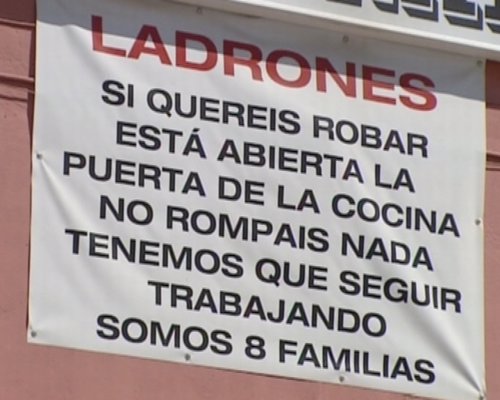 LADRONES
SI QUEREIS ROBAR
ESTÁ ABIERTA LA
PUERTA DE LA COCINA
NO ROMPAIS NADA
TENEMOS QUE SEGUIR
TRABAJANDO
SOMOS 8 FAMILIAS